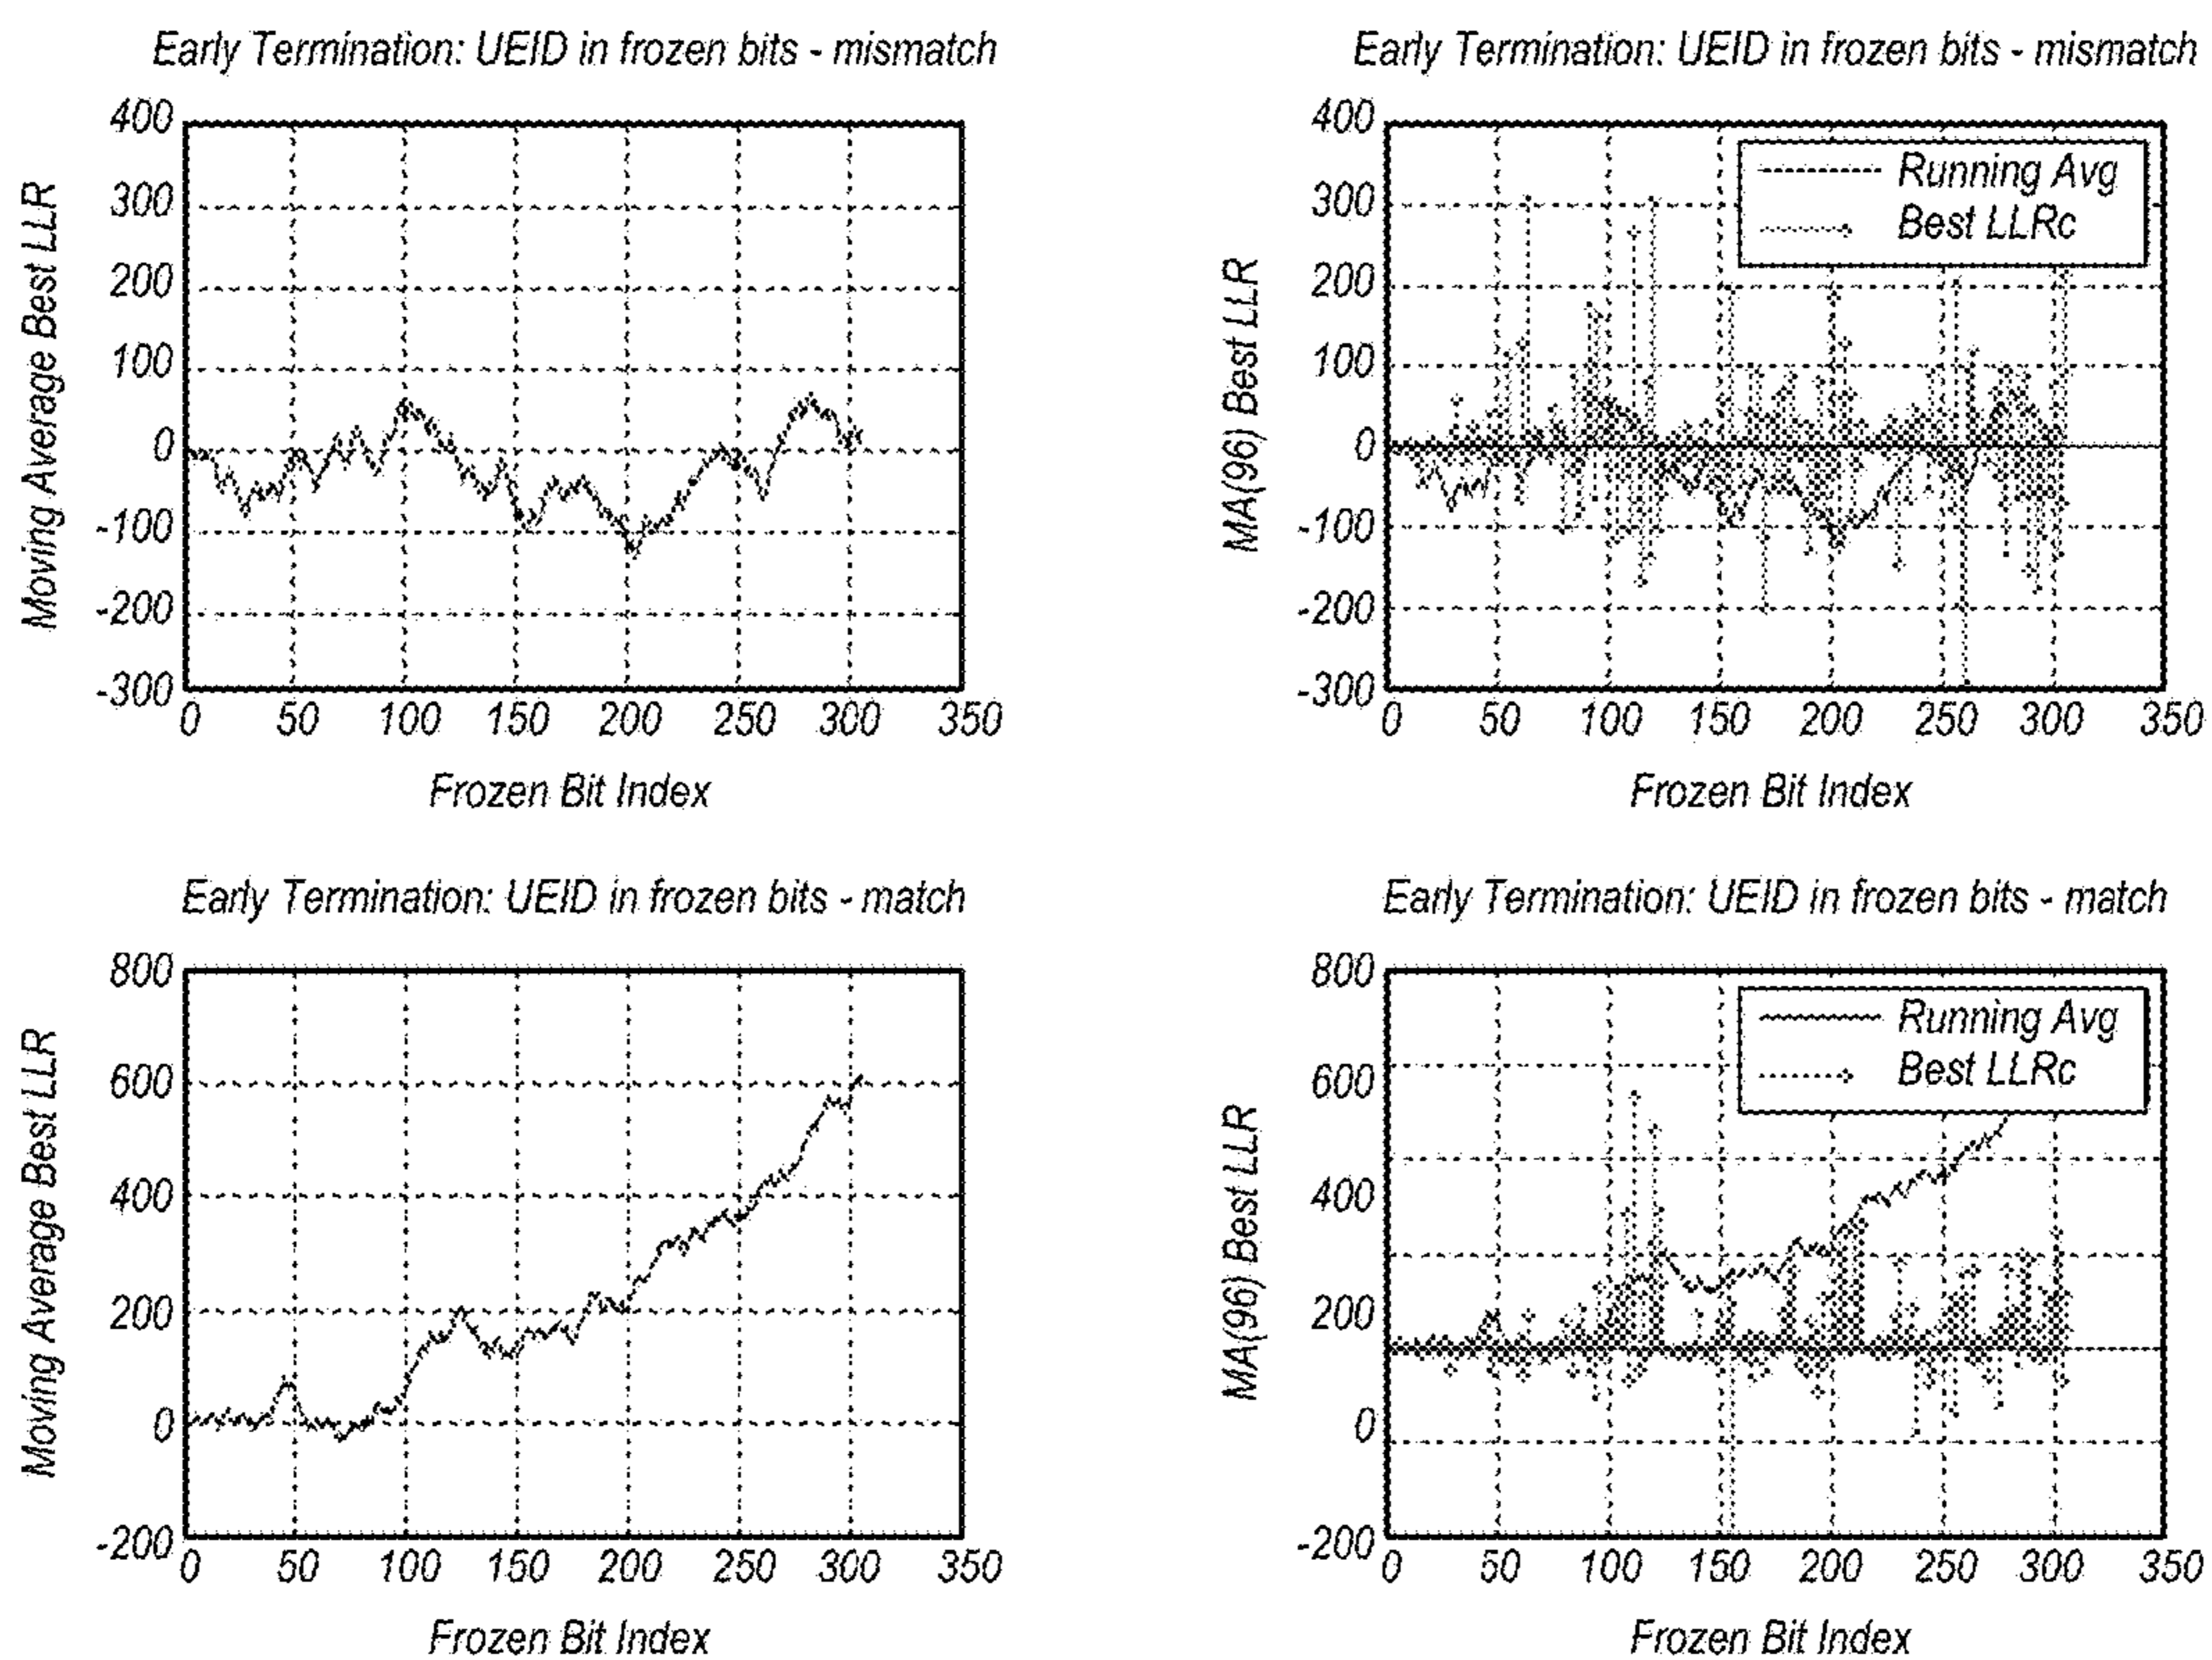 Early Termination: UEID in frozen bits - mismatch
400
300
200
100
0
-100
-200
-300
Moving Average Best LLR
0 50 100 150 200 250 300 350
Frozen Bit Index
Early Termination: UEID in frozen bits - mismatch
400
300
200
100
0
-100
-200
-300
MA(96) Best LLR
Running Avg
Best LLRc
0 50 100 150 200 250 300 350
Frozen Bit Index
Early Termination: UEID in frozen bits - match
800
600
400
200
0
-200
Moving Average Best LLR
0 50 100 150 200 250 300 350
Frozen Bit Index
Early Termination: UEID in frozen bits - match
800
600
400
200
0
-200
MA(96) Best LLR
Running Avg
Best LLRc
0 50 100 150 200 250 300 350
Frozen Bit Index